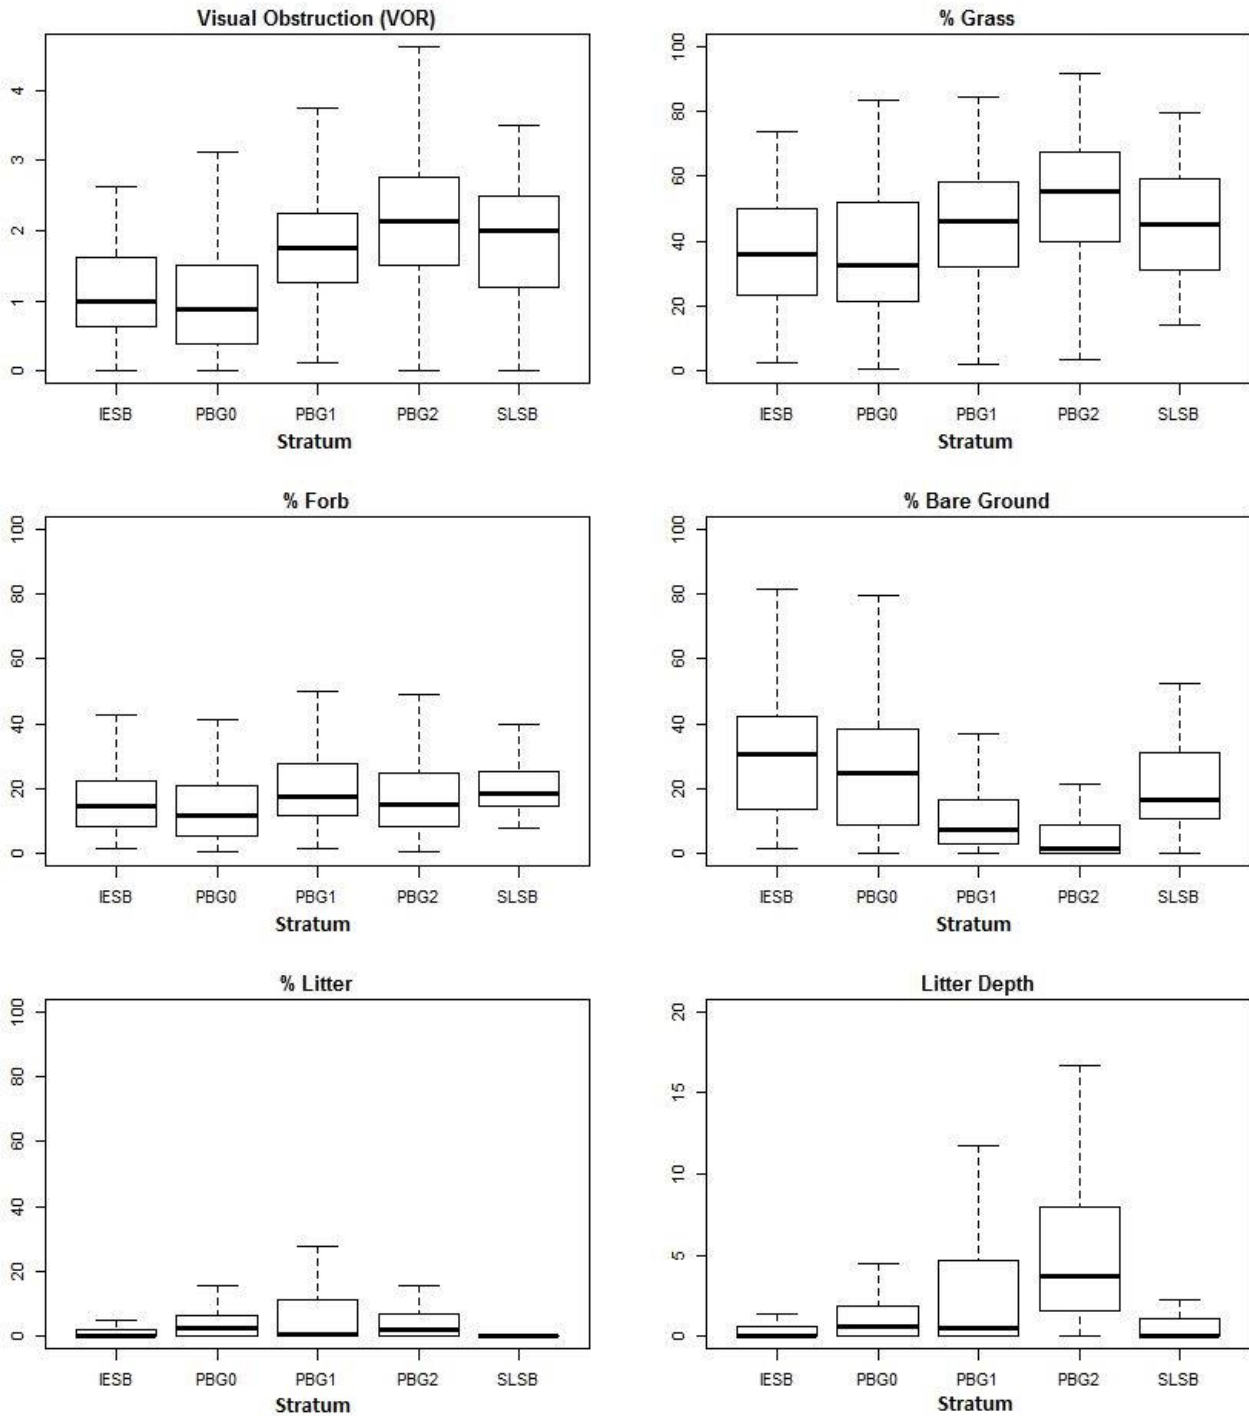 Visual Obstruction (VOR)
4
3
2
1
0
IESB PBG0 PBG1 PBG2 SLSB
Stratum
% Grass
100
80
60
40
20
0
IESB PBG0 PBG1 PBG2 SLSB
Stratum
% Forb
100
80
60
40
20
0
IESB PBG0 PBG1 PBG2 SLSB
Stratum
% Bare Ground
100
80
60
40
20
0
IESB PBG0 PBG1 PBG2 SLSB
Stratum
% Litter
100
80
60
40
20
0
IESB PBG0 PBG1 PBG2 SLSB
Stratum
Litter Depth
20
15
10
5
0
IESB PBG0 PBG1 PBG2 SLSB
Stratum